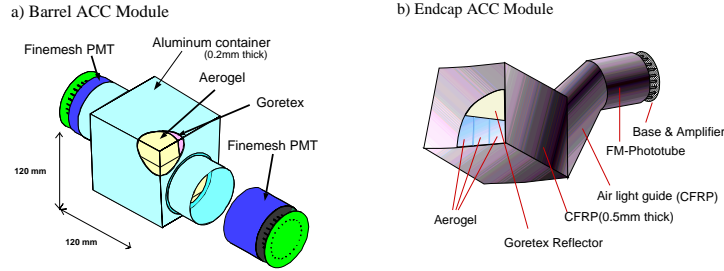 a) Barrel ACC Module
Finemesh PMT
Aluminum container
(0.2mm thick)
Aerogel
Goretex
Finemesh PMT
120 mm
120 mm
b) Endcap ACC Module
Base & Amplifier
FM-Phototube
Air light guide (CFRP)
CFRP(0.5mm thick)
Aerogel
Goretex Reflector